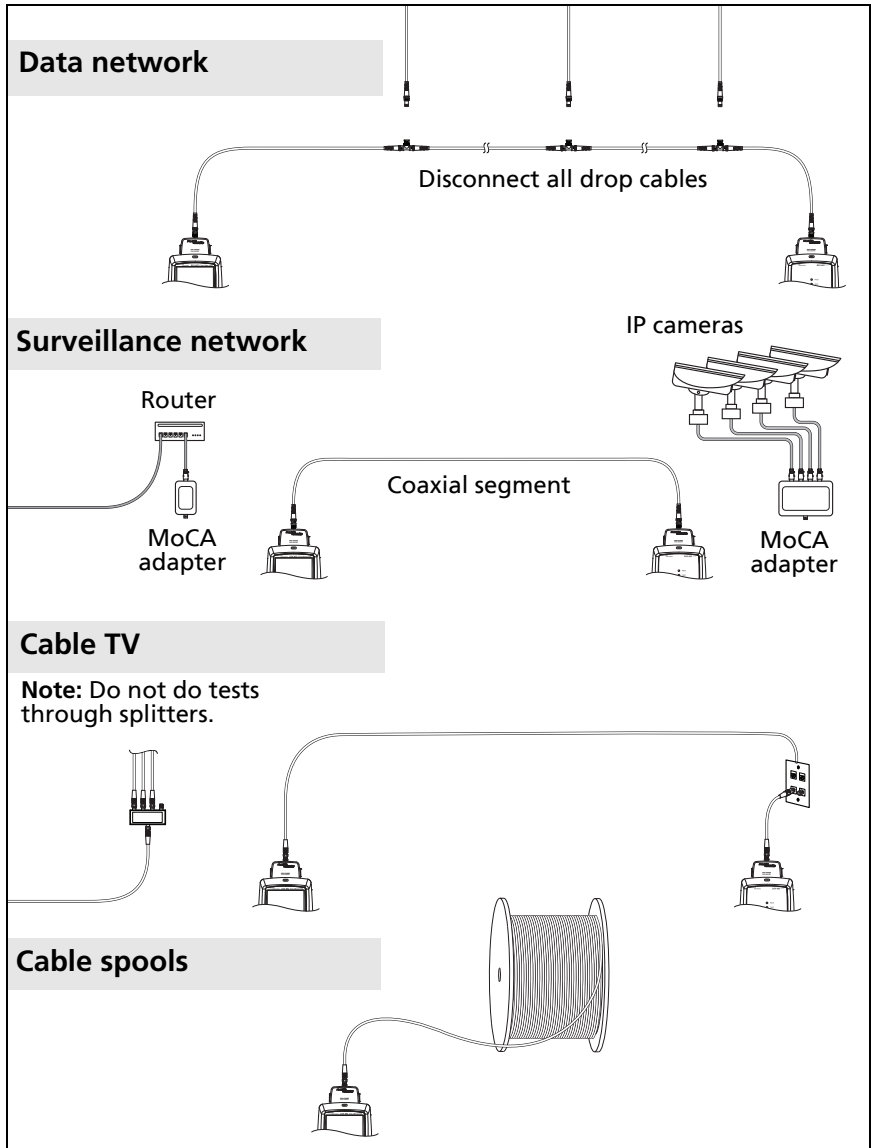 Data network
Disconnect all drop cables
Surveillance network
IP cameras
Router
Coaxial segment
MoCA
adapter
MoCA
adapter
Cable TV
Note: Do not do tests
through splitters.
Cable spools